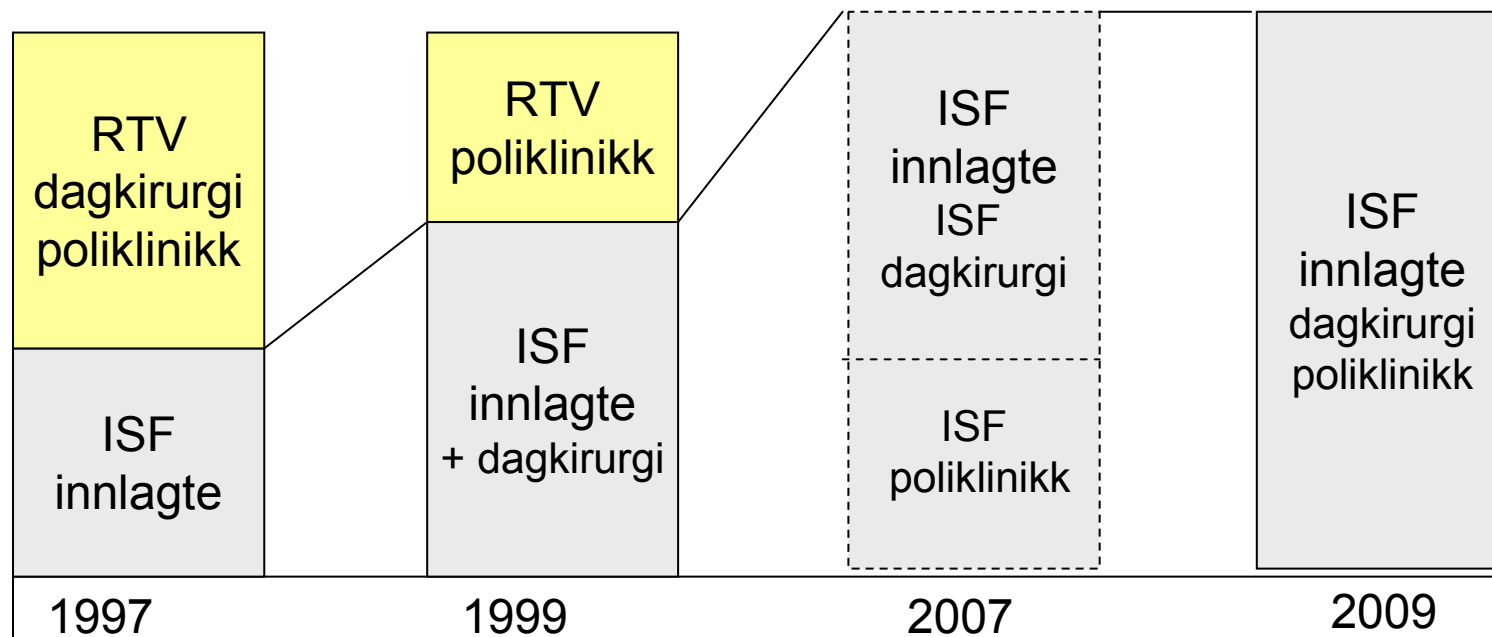 RTV
dagkirurgi
poliklinikk
ISF
innlagte
1997
RTV
poliklinikk
ISF
innlagte
+ dagkirurgi
1999
ISF
innlagte
ISF
dagkirurgi
ISF
poliklinikk
2007
ISF
innlagte
dagkirurgi
poliklinikk
2009